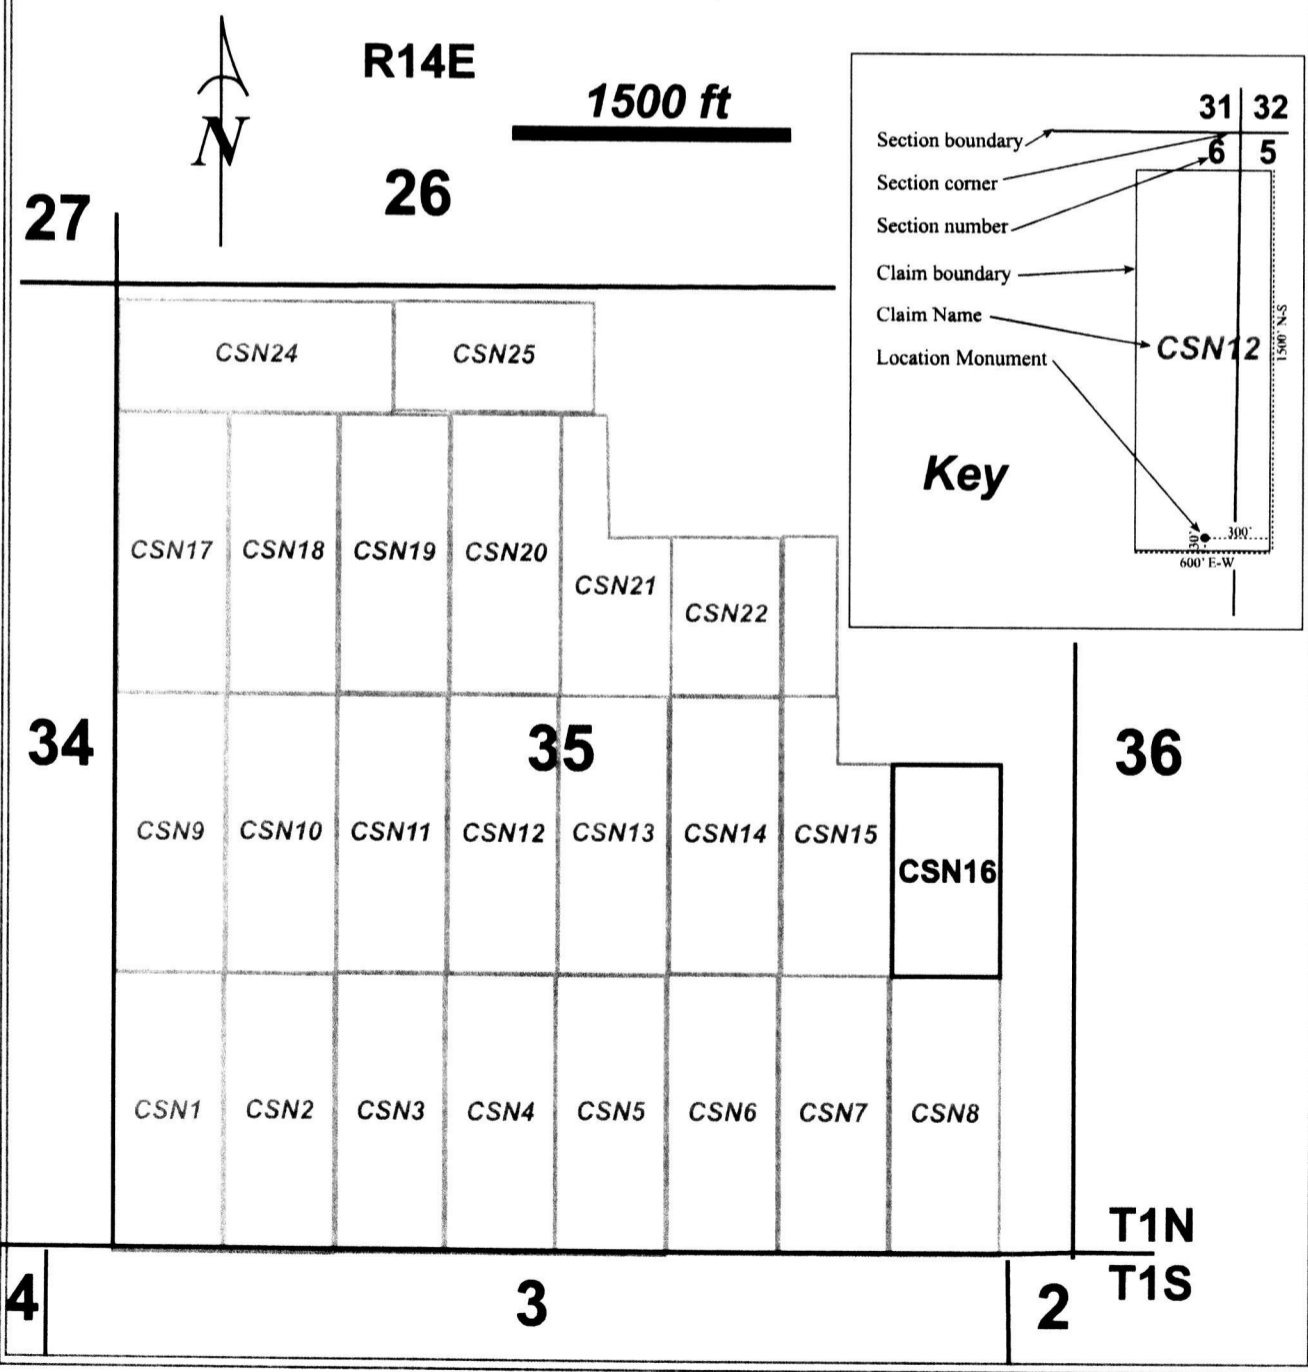 R14E
1500 ft
N
26
27
31 32
6 5
Section boundary
Section corner
Section number
Claim boundary
Claim Name
Location Monument
CSN12
1500' N-S
Key
30'
300'
600' E-W
CSN24 CSN25
CSN17 CSN18 CSN19 CSN20 CSN21 CSN22
34 35 36
CSN9 CSN10 CSN11 CSN12 CSN13 CSN14 CSN15 CSN16
CSN1 CSN2 CSN3 CSN4 CSN5 CSN6 CSN7 CSN8
T1N
T1S
4 3 2